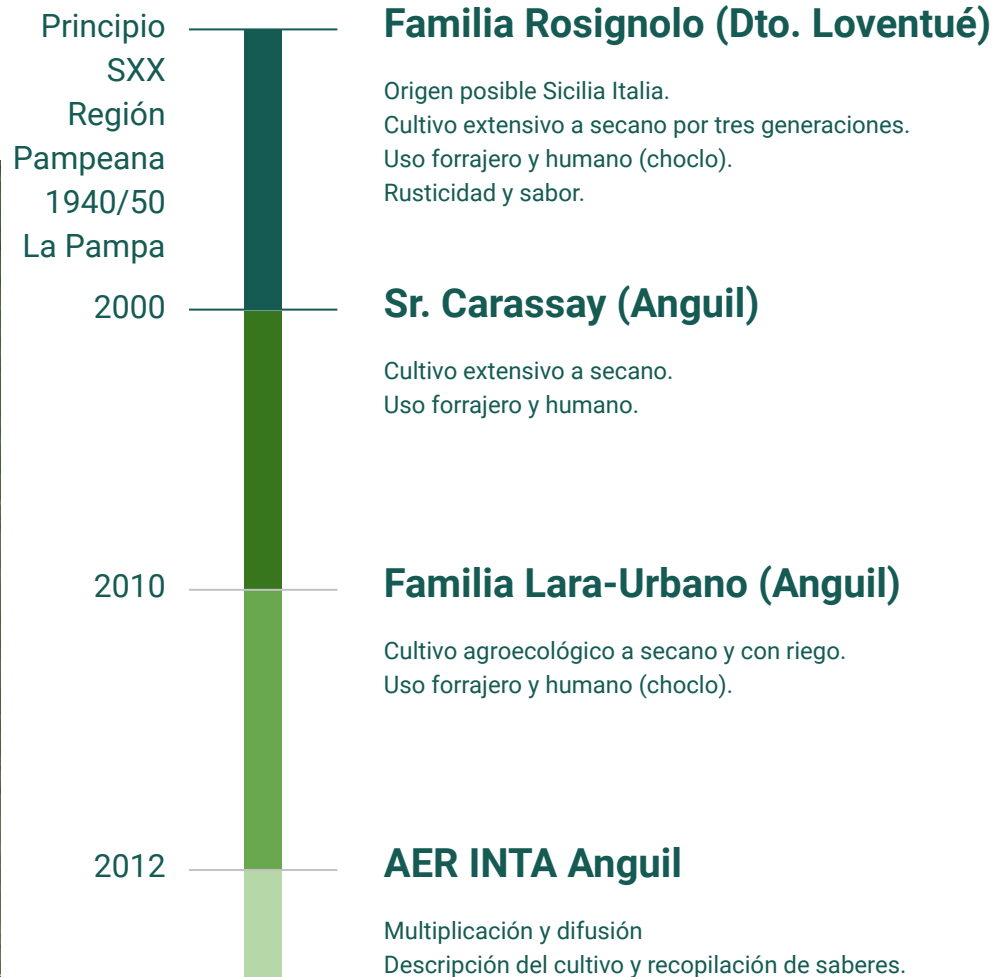 Principio
SXX
Región
Pampeana
1940/50
La Pampa
Familia Rosignolo (Dto. Loventué)
Origen posible Sicilia Italia.
Cultivo extensivo a secano por tres generaciones.
Uso forrajero y humano (choclo).
Rusticidad y sabor.
2000
Sr. Carassay (Anguil)
Cultivo extensivo a secano.
Uso forrajero y humano.
2010
Familia Lara-Urbano (Anguil)
Cultivo agroecológico a secano y con riego.
Uso forrajero y humano (choclo).
2012
AER INTA Anguil
Multiplicación y difusión
Descripción del cultivo y recopilación de saberes.